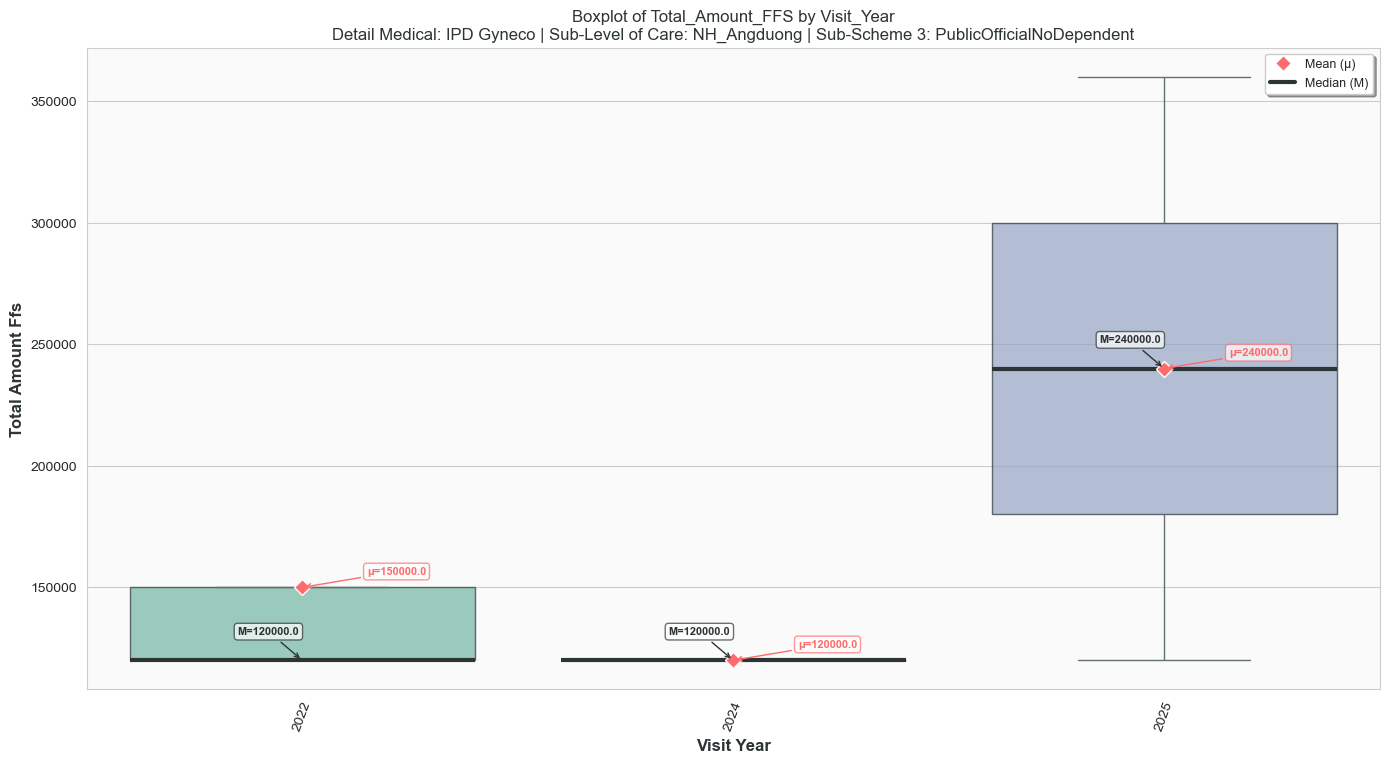 Boxplot of Total_Amount_FFS by Visit_Year
Detail Medical: IPD Gyneco | Sub-Level of Care: NH_Angduong | Sub-Scheme 3: PublicOfficialNoDependent
Mean (μ)
Median (M)
350000
300000
250000
200000
150000
Total Amount Ffs
M=240000.0
μ=240000.0
μ=150000.0
M=120000.0
M=120000.0
μ=120000.0
2022
2024
2025
Visit Year